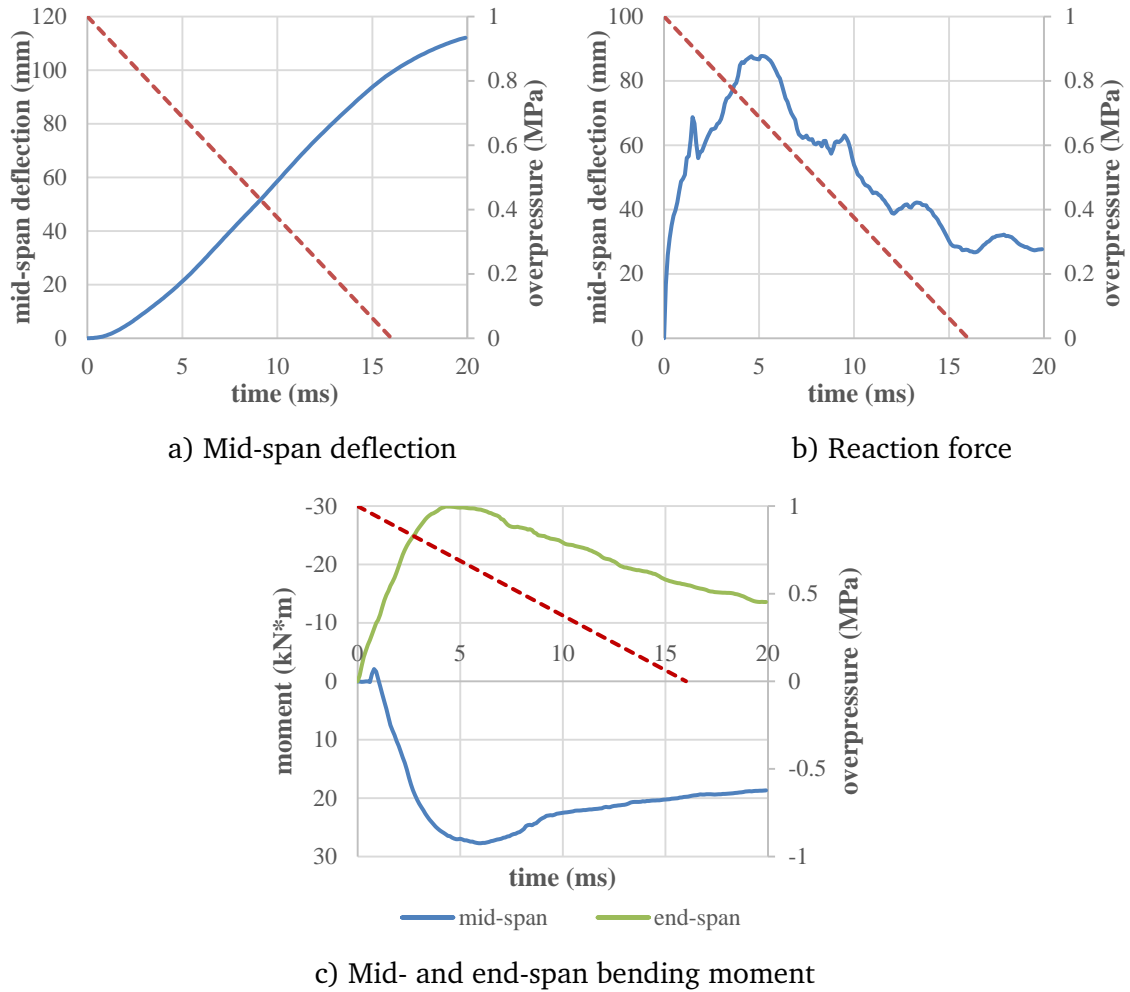 120
100
80
60
40
20
0
mid-span deflection (mm)
1
0.8
0.6
0.4
0.2
0
overpressure (MPa)
0 5 10 15 20
time (ms)
a) Mid-span deflection
100
80
60
40
20
0
mid-span deflection (mm)
1
0.8
0.6
0.4
0.2
0
overpressure (MPa)
0 5 10 15 20
time (ms)
b) Reaction force
-30
-20
-10
0
10
20
30
moment (kN*m)
1
0.5
0
-0.5
-1
overpressure (MPa)
0 5 10 15 20
time (ms)
mid-span end-span
c) Mid- and end-span bending moment